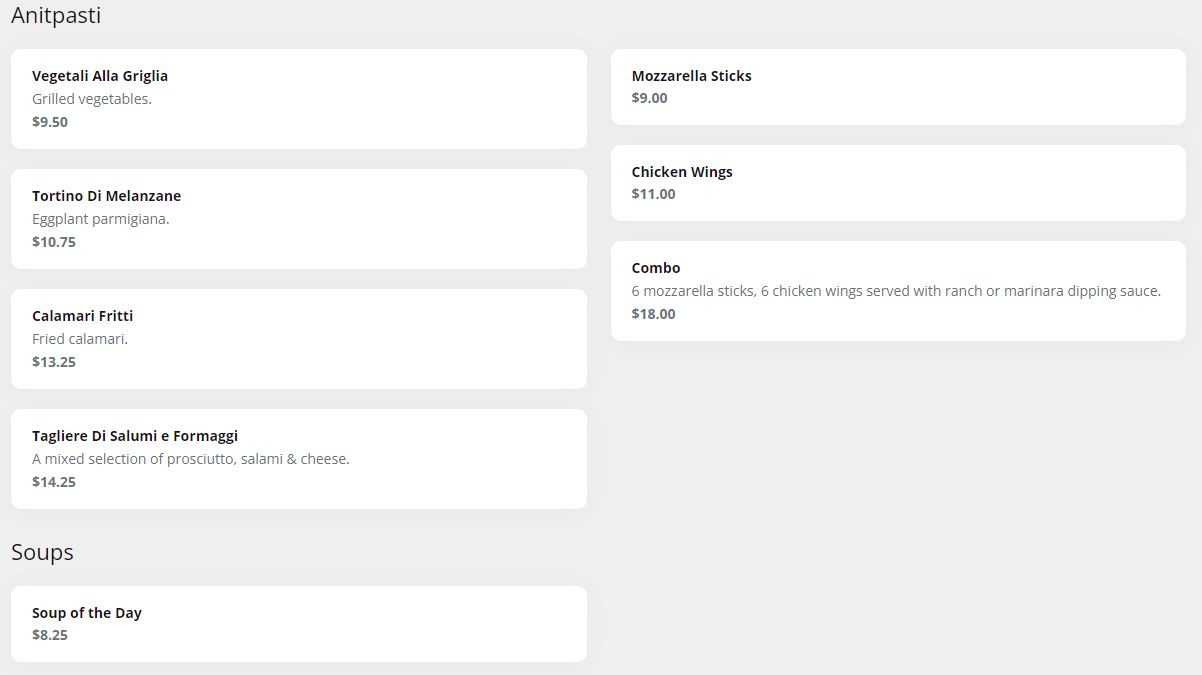 Anitpasti
Vegetali Alla Griglia
Grilled vegetables.
$9.50
Tortino Di Melanzane
Eggplant parmigiana.
$10.75
Calamari Fritti
Fried calamari.
$13.25
Tagliere Di Salumi e Formaggi
A mixed selection of prosciutto, salami & cheese.
$14.25
Mozzarella Sticks
$9.00
Chicken Wings
$11.00
Combo
6 mozzarella sticks, 6 chicken wings served with ranch or marinara dipping sauce.
$18.00
Soups
Soup of the Day
$8.25